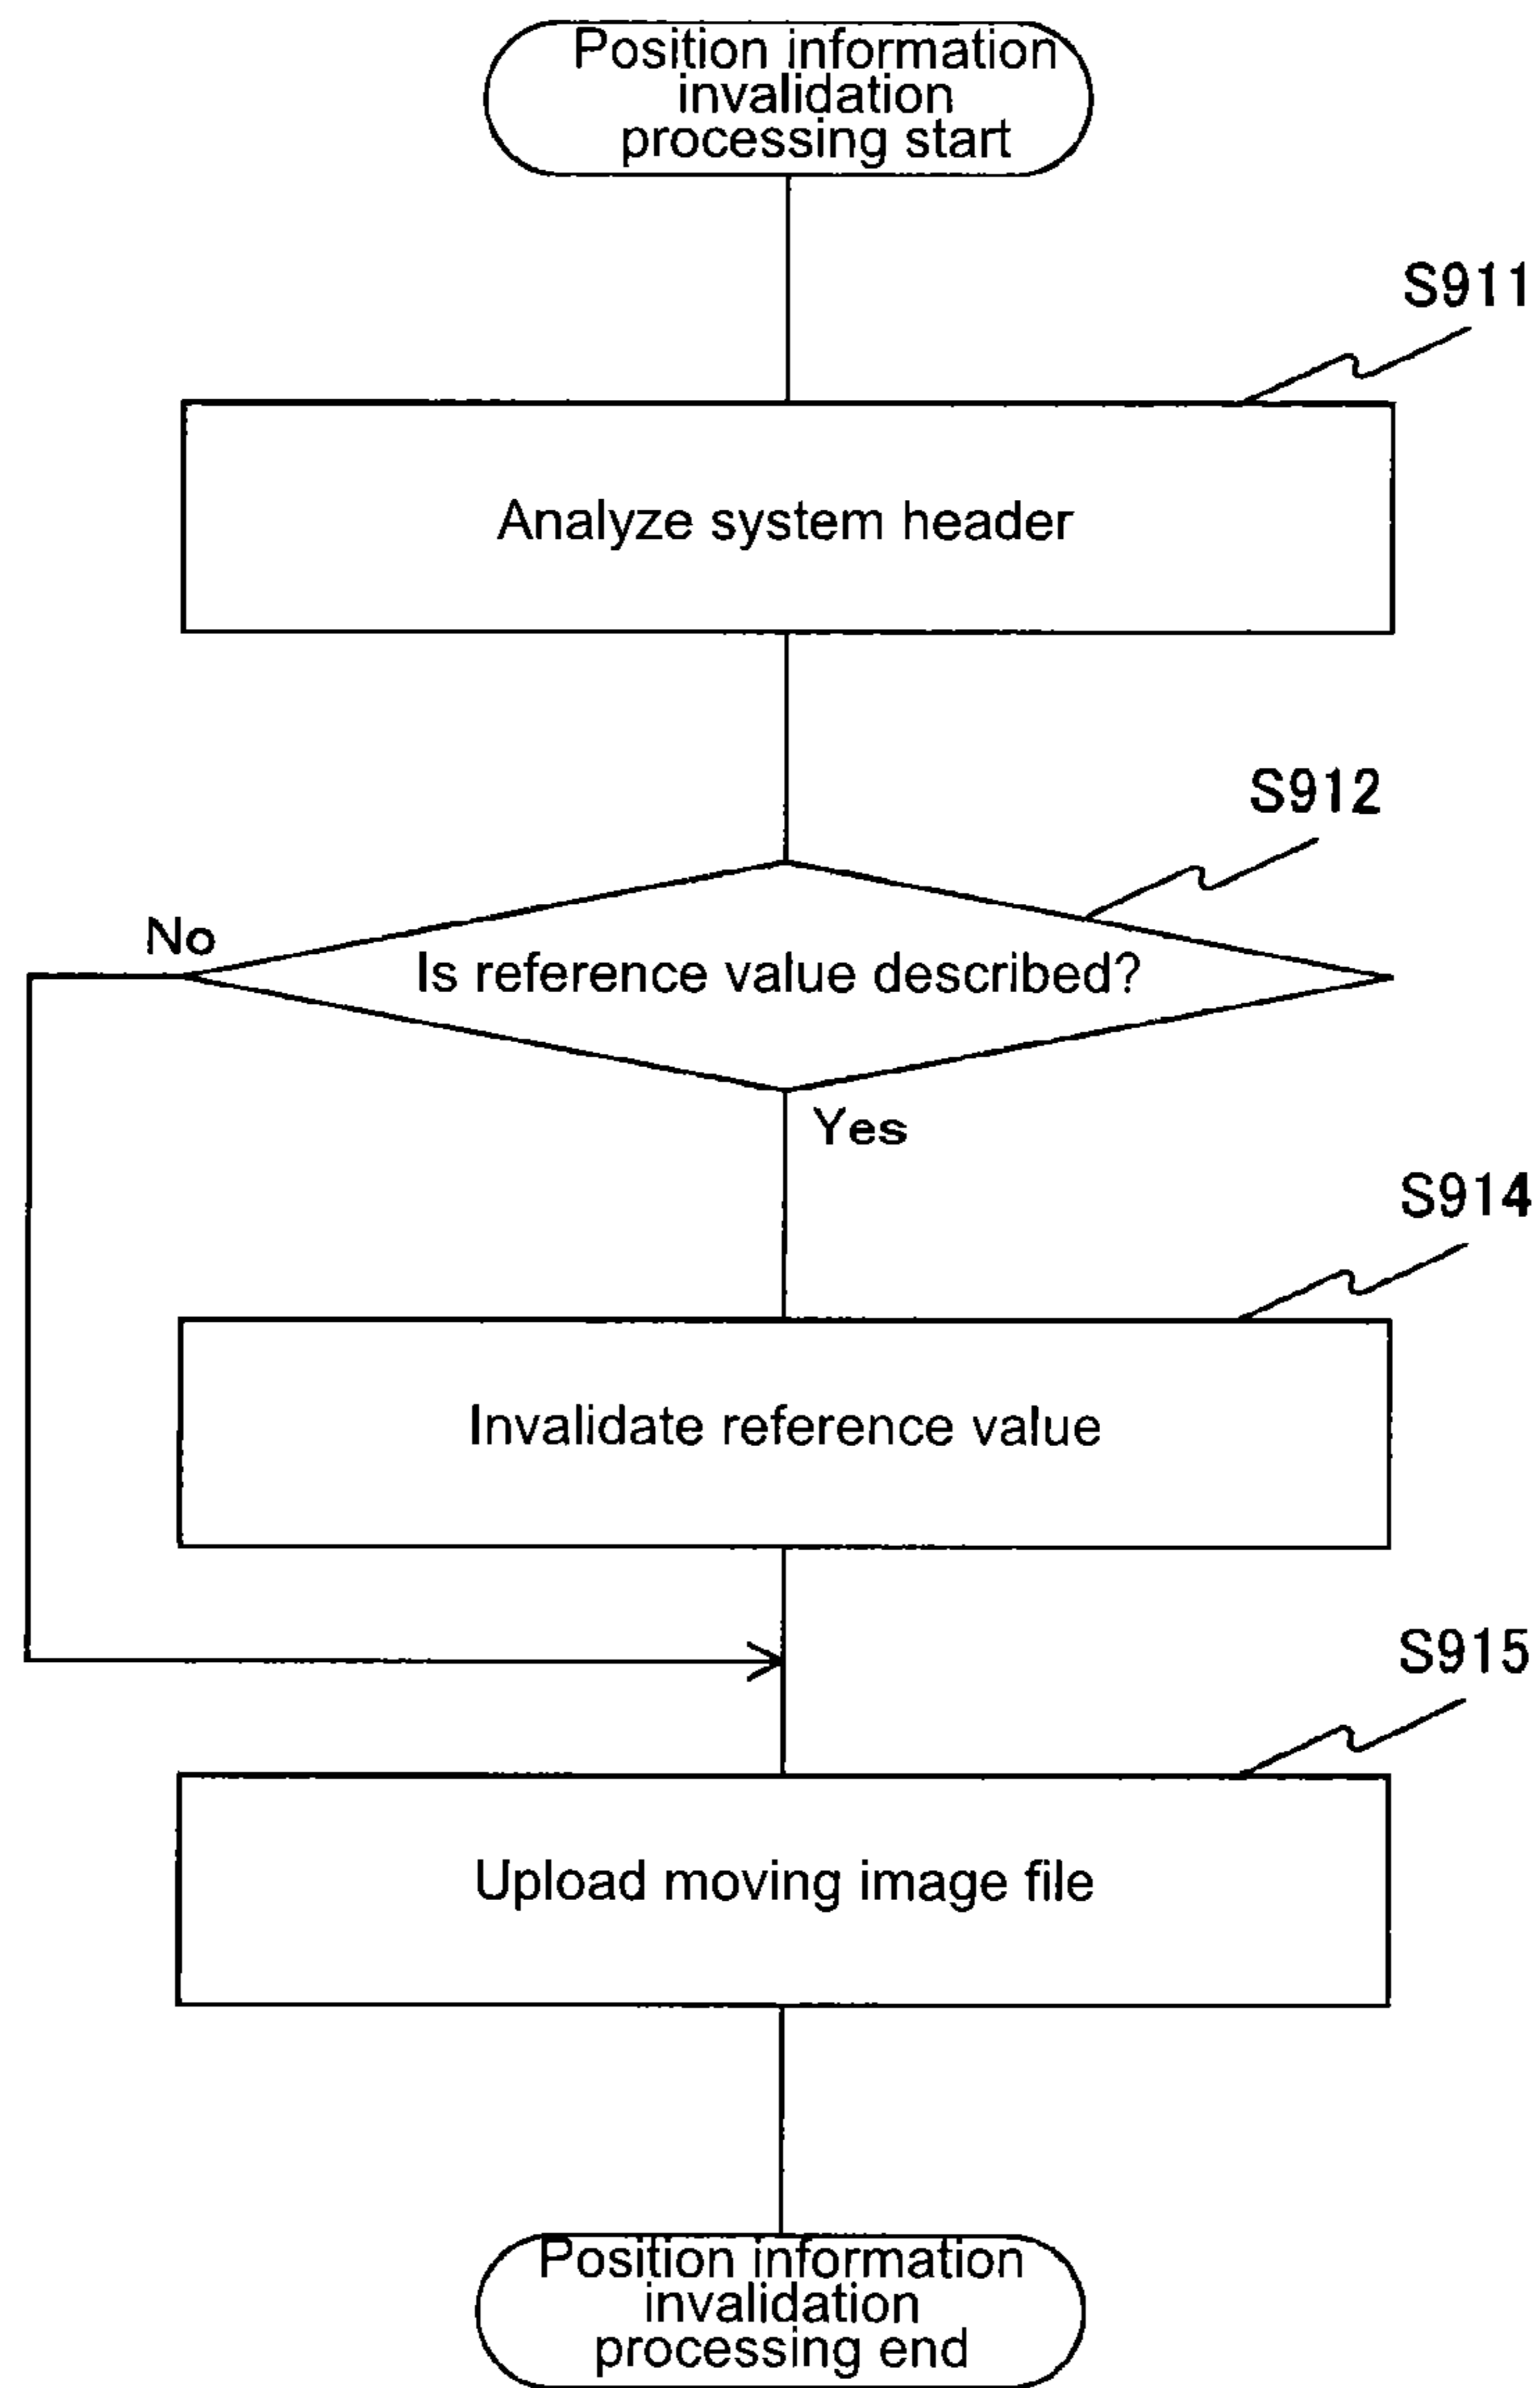 Position information
invalidation
processing start
S911
Analyze system header
S912
No
Is reference value described?
Yes
S914
Invalidate reference value
S915
Upload moving image file
Position information
invalidation
processing end